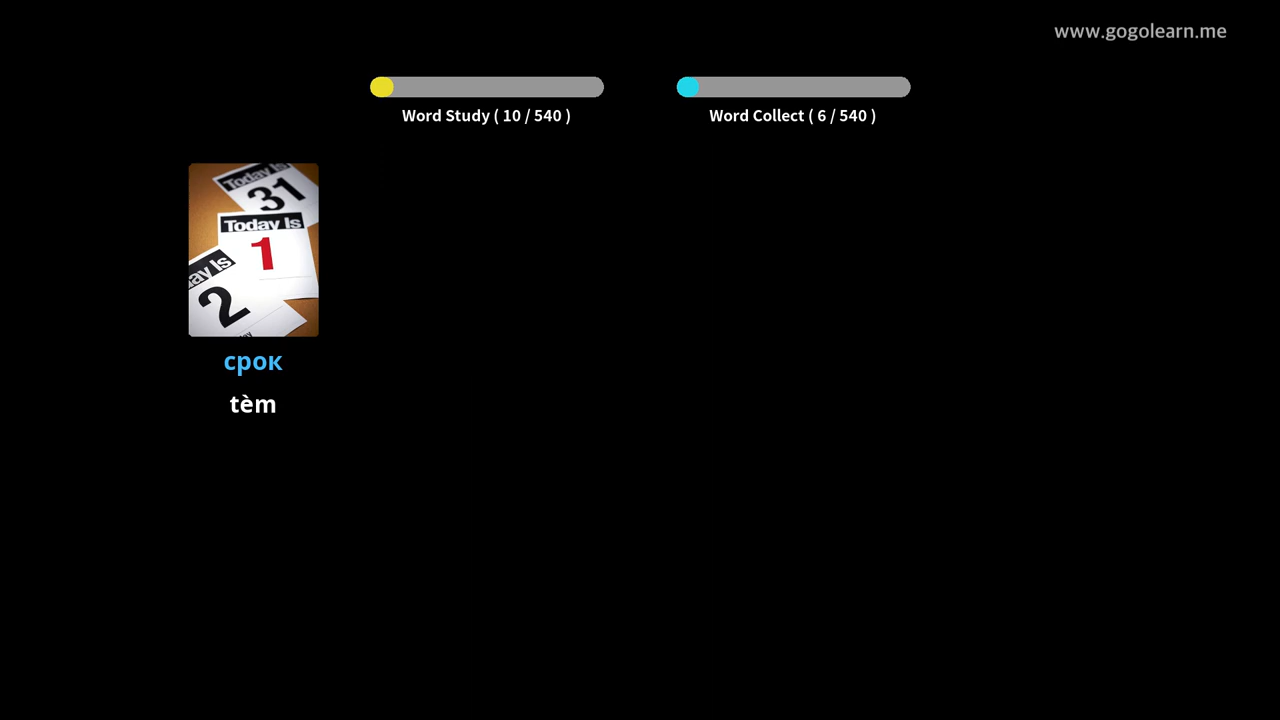 www.gogolearn.me
Word Study ( 10 / 540 )
Word Collect ( 6 / 540 )
Today Is
31
Today Is
1
ay Is
2
срок
tèm